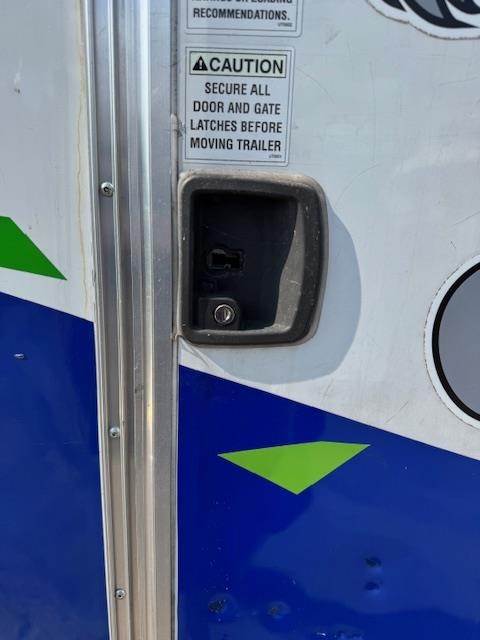 RECOMMENDATIONS.
CAUTION
SECURE ALL
DOOR AND GATE
LATCHES BEFORE
MOVING TRAILER